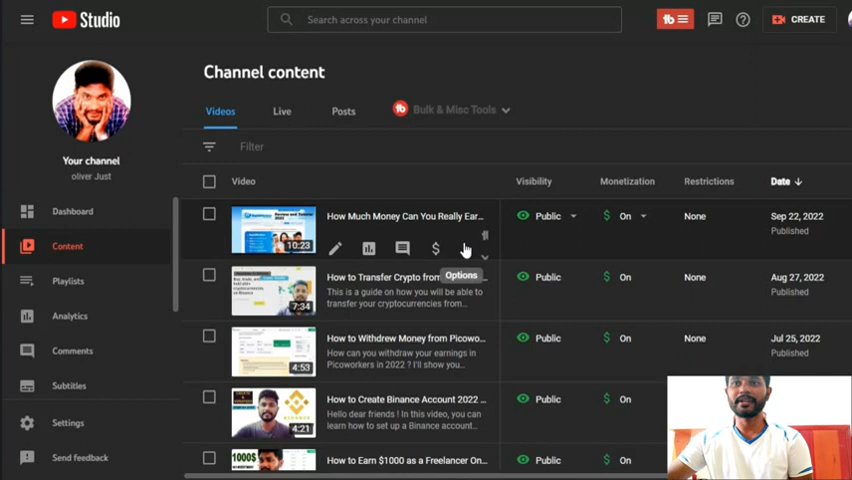 Studio
Search across your channel
tb
CREATE
Channel content
Videos
Live
Posts
tb
Bulk & Misc Tools
Your channel
oliver Just
Filter
Video
Visibility
Monetization
Restrictions
Date
Dashboard
Content
Playlists
Analytics
Comments
Subtitles
Settings
Send feedback
10:23
How Much Money Can You Really Ear...
Public
On
None
Sep 22, 2022
Published
Options
7:34
How to Transfer Crypto from
This is a guide on how you will be able to
transfer your cryptocurrencies from...
Public
On
None
Aug 27, 2022
Published
4:53
How to Withdrew Money from Picowo...
How can you withdraw your earnings in
Picoworkers in 2022 ? I'll show you...
Public
On
None
Jul 25, 2022
Published
BINANCE
4:21
How to Create Binance Account 2022 ...
Hello dear friends ! In this video, you can
learn how to set up a Binance account...
Public
On
1000$
How to Earn $1000 as a Freelancer On...
Public
On